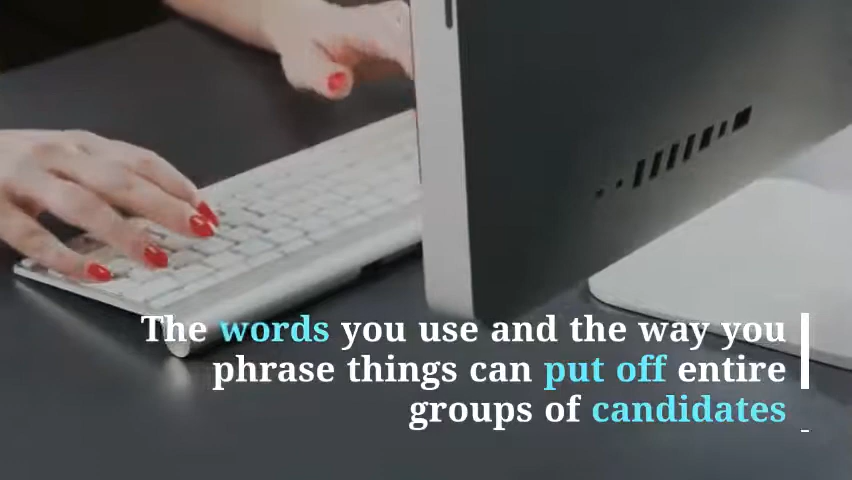 The words you use and the way you
phrase things can put off entire
groups of candidates